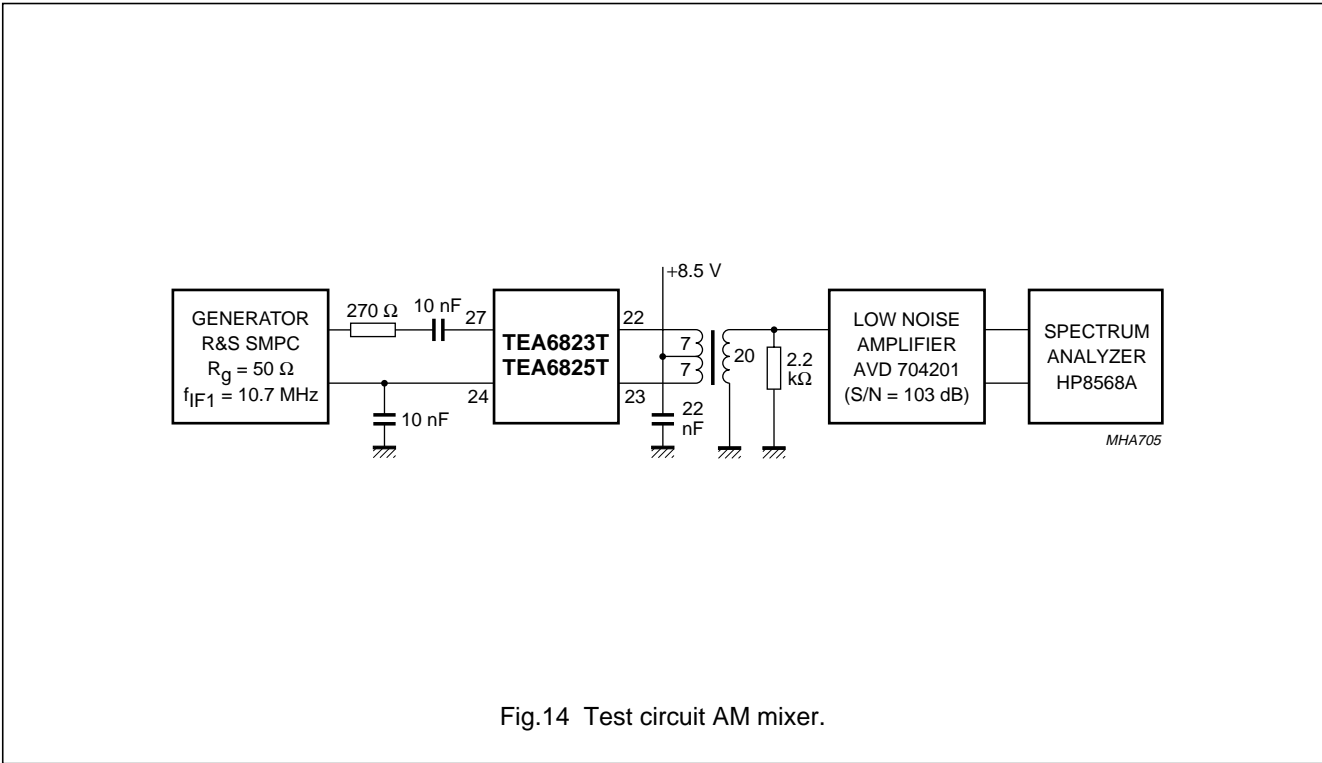 +8.5 V
GENERATOR
R&S SMPC
Rg = 50 Ω
fIF1 = 10.7 MHz
270 Ω
10 nF
27
24
10 nF
TEA6823T
TEA6825T
22
23
7
7
20
22
nF
2.2
kΩ
LOW NOISE
AMPLIFIER
AVD 704201
(S/N = 103 dB)
SPECTRUM
ANALYZER
HP8568A
MHA705
Fig.14 Test circuit AM mixer.